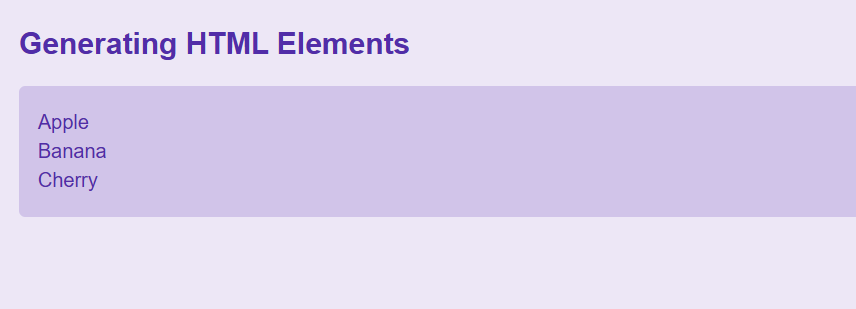 Generating HTML Elements
Apple
Banana
Cherry